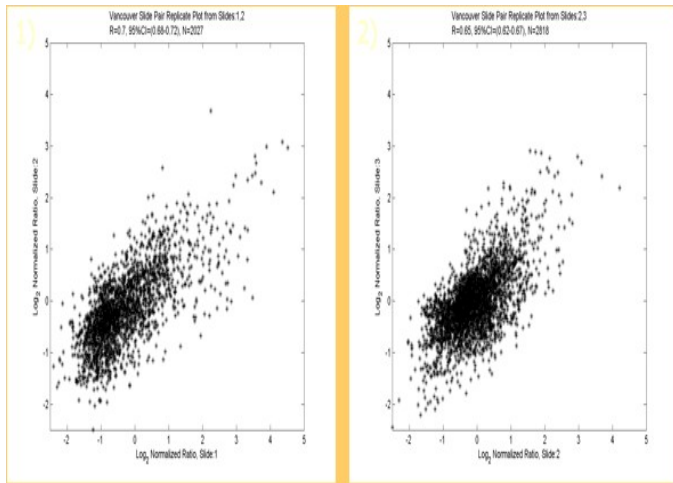 1)
Vancouver Slide Pair Replicate Plot from Slides:1,2
R=0.7, 95%CI=(0.68-0.72), N=2027
Log2 Normalized Ratio, Slide:2
5
4
3
2
1
0
-1
-2
-2 -1 0 1 2 3 4 5
Log2 Normalized Ratio, Slide:1
2)
Vancouver Slide Pair Replicate Plot from Slides:2,3
R=0.65, 95%CI=(0.62-0.67), N=2818
Log2 Normalized Ratio, Slide:3
5
4
3
2
1
0
-1
-2
-2 -1 0 1 2 3 4 5
Log2 Normalized Ratio, Slide:2